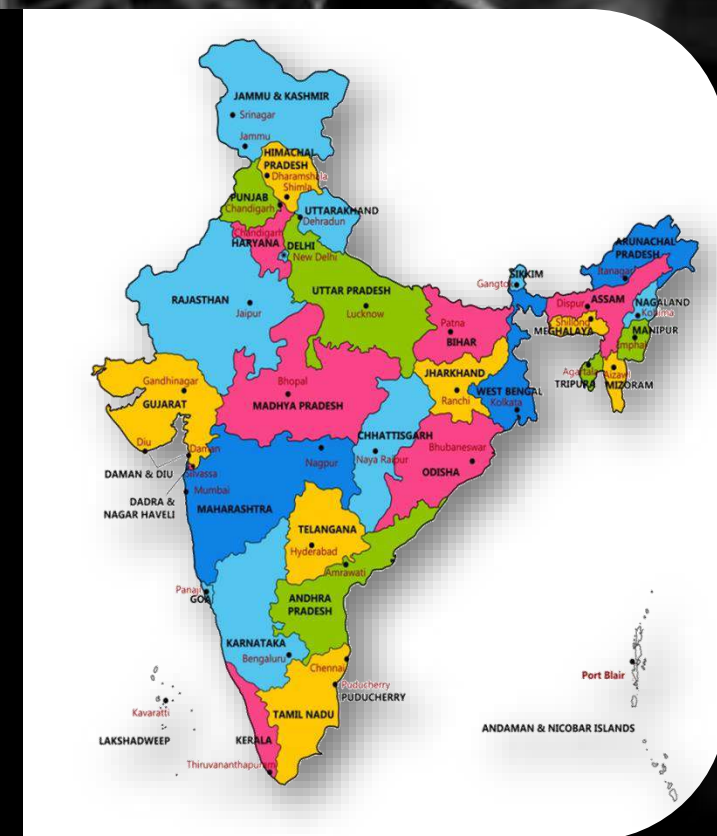 JAMMU & KASHMIR
Srinagar
Jammu
HIMACHAL
PRADESH
Dharamshala
Shimla
PUNJAB
Chandigarh
UTTARAKHAND
Dehradun
Chandigarh
HARYANA
DELHI
New Delhi
ARUNACHAL
PRADESH
Itanagar
SIKKIM
Gangtok
UTTAR PRADESH
Lucknow
RAJASTHAN
Jaipur
Dispur
ASSAM
NAGALAND
Kohima
Shillong
MEGHALAYA
MANIPUR
Emphal
Patna
BIHAR
Agartala
TRIPURA
Aizawl
MIZORAM
JHARKHAND
Ranchi
WEST BENGAL
Kolkata
Gandhinagar
GUJARAT
Bhopal
MADHYA PRADESH
CHHATTISGARH
Naya Raipur
Bhubaneswar
ODISHA
Diu
Daman
DAMAN & DIU
Silvassa
DADRA &
NAGAR HAVELI
Mumbai
Nagpur
MAHARASHTRA
TELANGANA
Hyderabad
Amrawati
Panaji
GOA
ANDHRA
PRADESH
KARNATAKA
Bengaluru
Chennai
Puducherry
PUDUCHERRY
Port Blair
ANDAMAN & NICOBAR ISLANDS
Kavaratti
LAKSHADWEEP
TAMIL NADU
KERALA
Thiruvananthapuram